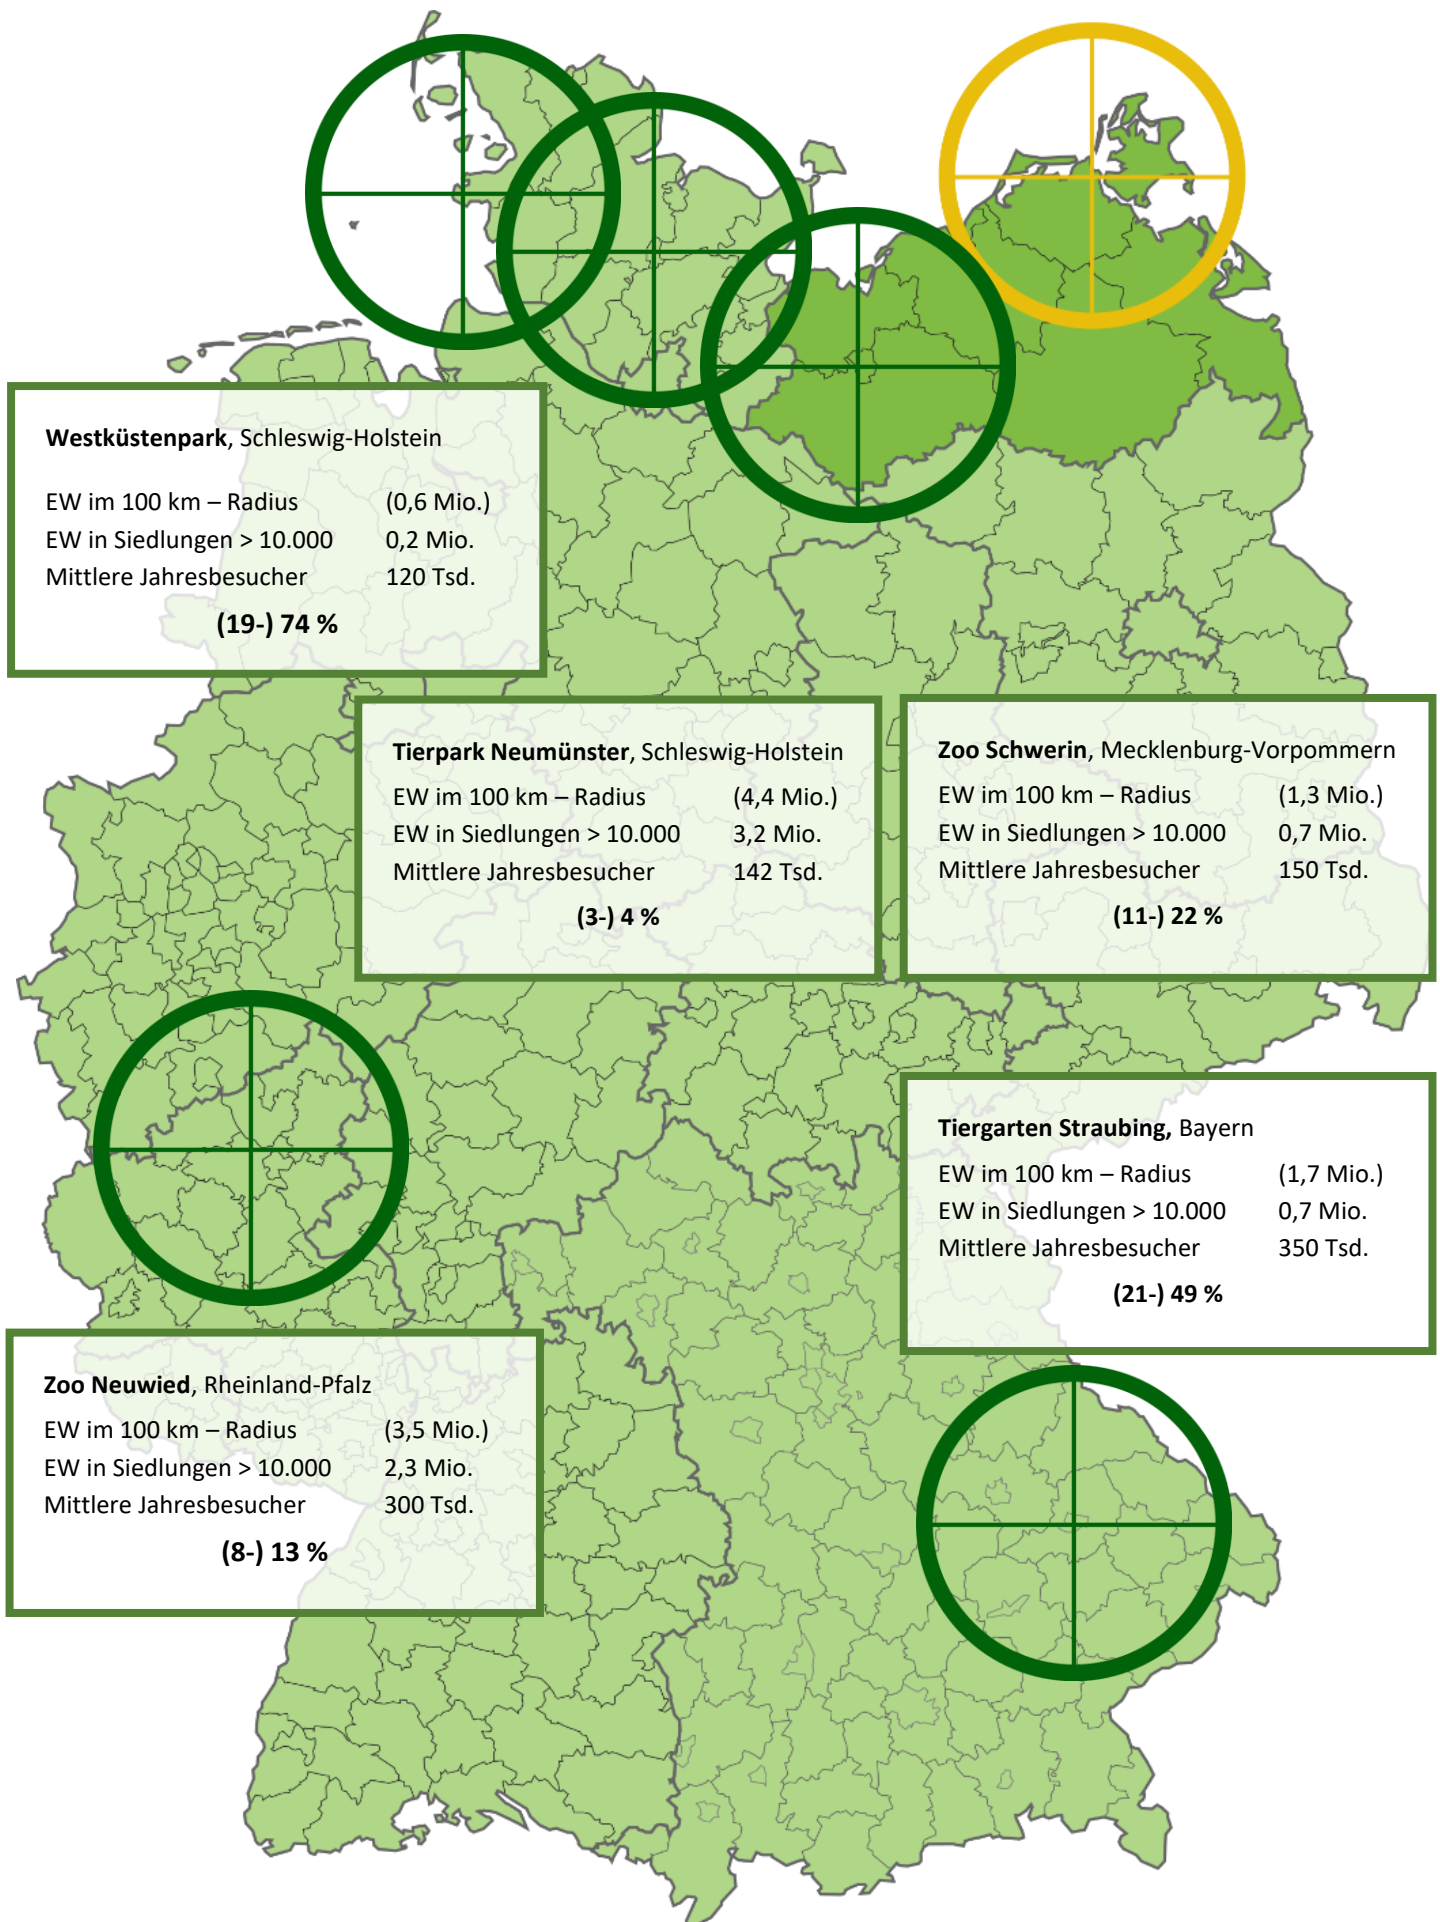 Westküstenpark, Schleswig-Holstein
EW im 100 km – Radius (0,6 Mio.)
EW in Siedlungen > 10.000 0,2 Mio.
Mittlere Jahresbesucher 120 Tsd.
(19-) 74 %
Tierpark Neumünster, Schleswig-Holstein
EW im 100 km – Radius (4,4 Mio.)
EW in Siedlungen > 10.000 3,2 Mio.
Mittlere Jahresbesucher 142 Tsd.
(3-) 4 %
Zoo Schwerin, Mecklenburg-Vorpommern
EW im 100 km – Radius (1,3 Mio.)
EW in Siedlungen > 10.000 0,7 Mio.
Mittlere Jahresbesucher 150 Tsd.
(11-) 22 %
Tiergarten Straubing, Bayern
EW im 100 km – Radius (1,7 Mio.)
EW in Siedlungen > 10.000 0,7 Mio.
Mittlere Jahresbesucher 350 Tsd.
(21-) 49 %
Zoo Neuwied, Rheinland-Pfalz
EW im 100 km – Radius (3,5 Mio.)
EW in Siedlungen > 10.000 2,3 Mio.
Mittlere Jahresbesucher 300 Tsd.
(8-) 13 %